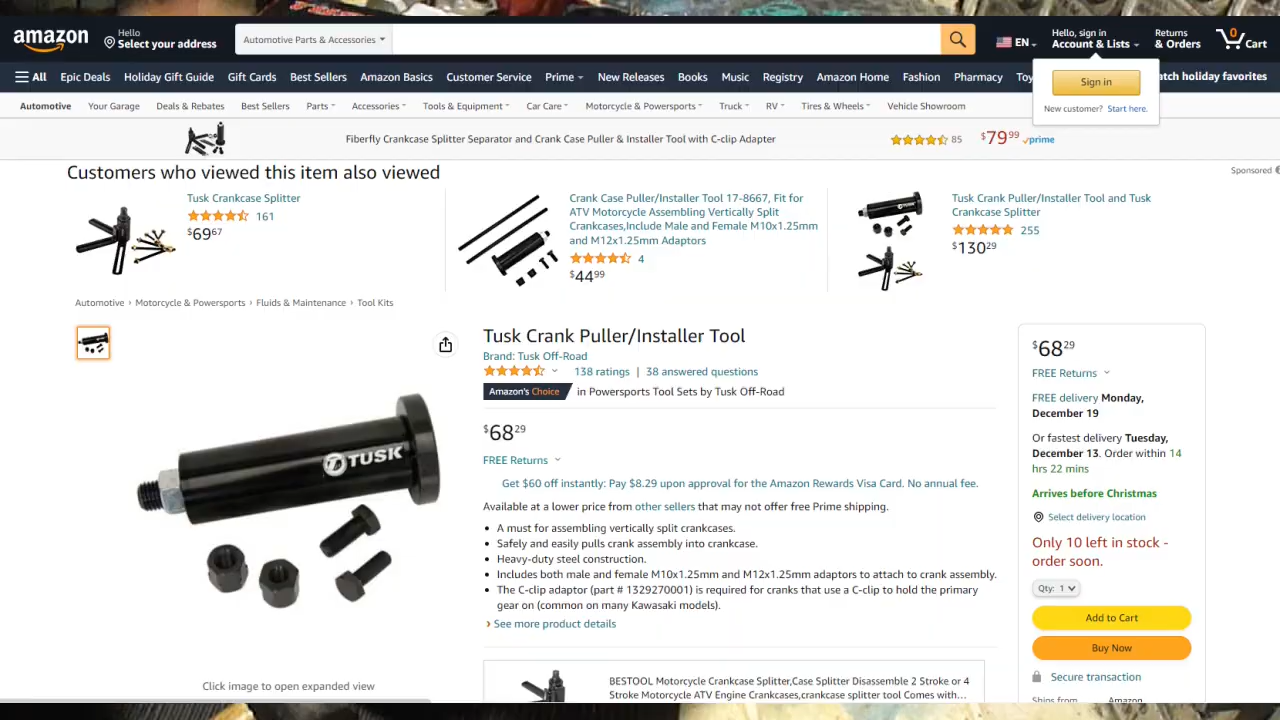 amazon
Hello
Select your address
Automotive Parts & Accessories
EN
Hello, sign in
Account & Lists
Returns
& Orders
0
Cart
All
Epic Deals
Holiday Gift Guide
Gift Cards
Best Sellers
Amazon Basics
Customer Service
Prime
New Releases
Books
Music
Registry
Amazon Home
Fashion
Pharmacy
Toy
atch holiday favorites
Sign in
New customer? Start here.
Automotive
Your Garage
Deals & Rebates
Best Sellers
Parts
Accessories
Tools & Equipment
Car Care
Motorcycle & Powersports
Truck
RV
Tires & Wheels
Vehicle Showroom
Fiberfly Crankcase Splitter Separator and Crank Case Puller & Installer Tool with C-clip Adapter
85
$79 99
prime
Customers who viewed this item also viewed
Sponsored
Tusk Crankcase Splitter
161
$69 67
Crank Case Puller/Installer Tool 17-8667, Fit for
ATV Motorcycle Assembling Vertically Split
Crankcases,Include Male and Female M10x1.25mm
and M12x1.25mm Adaptors
4
$44 99
TUSK
Tusk Crank Puller/Installer Tool and Tusk
Crankcase Splitter
255
$130 29
Automotive › Motorcycle & Powersports › Fluids & Maintenance › Tool Kits
TUSK
Click image to open expanded view
Tusk Crank Puller/Installer Tool
Brand: Tusk Off-Road
138 ratings | 38 answered questions
Amazon's Choice in Powersports Tool Sets by Tusk Off-Road
$68 29
FREE Returns
Get $60 off instantly: Pay $8.29 upon approval for the Amazon Rewards Visa Card. No annual fee.
Available at a lower price from other sellers that may not offer free Prime shipping.
• A must for assembling vertically split crankcases.
• Safely and easily pulls crank assembly into crankcase.
• Heavy-duty steel construction.
• Includes both male and female M10x1.25mm and M12x1.25mm adaptors to attach to crank assembly.
• The C-clip adaptor (part # 1329270001) is required for cranks that use a C-clip to hold the primary
gear on (common on many Kawasaki models).
› See more product details
BESTOOL Motorcycle Crankcase Splitter,Case Splitter Disassemble 2 Stroke or 4
Stroke Motorcycle ATV Engine Crankcases,crankcase splitter tool Comes with…
$68 29
FREE Returns
FREE delivery Monday,
December 19
Or fastest delivery Tuesday,
December 13. Order within 14
hrs 22 mins
Arrives before Christmas
Select delivery location
Only 10 left in stock -
order soon.
Qty: 1
Add to Cart
Buy Now
Secure transaction
Ships from
Amazon